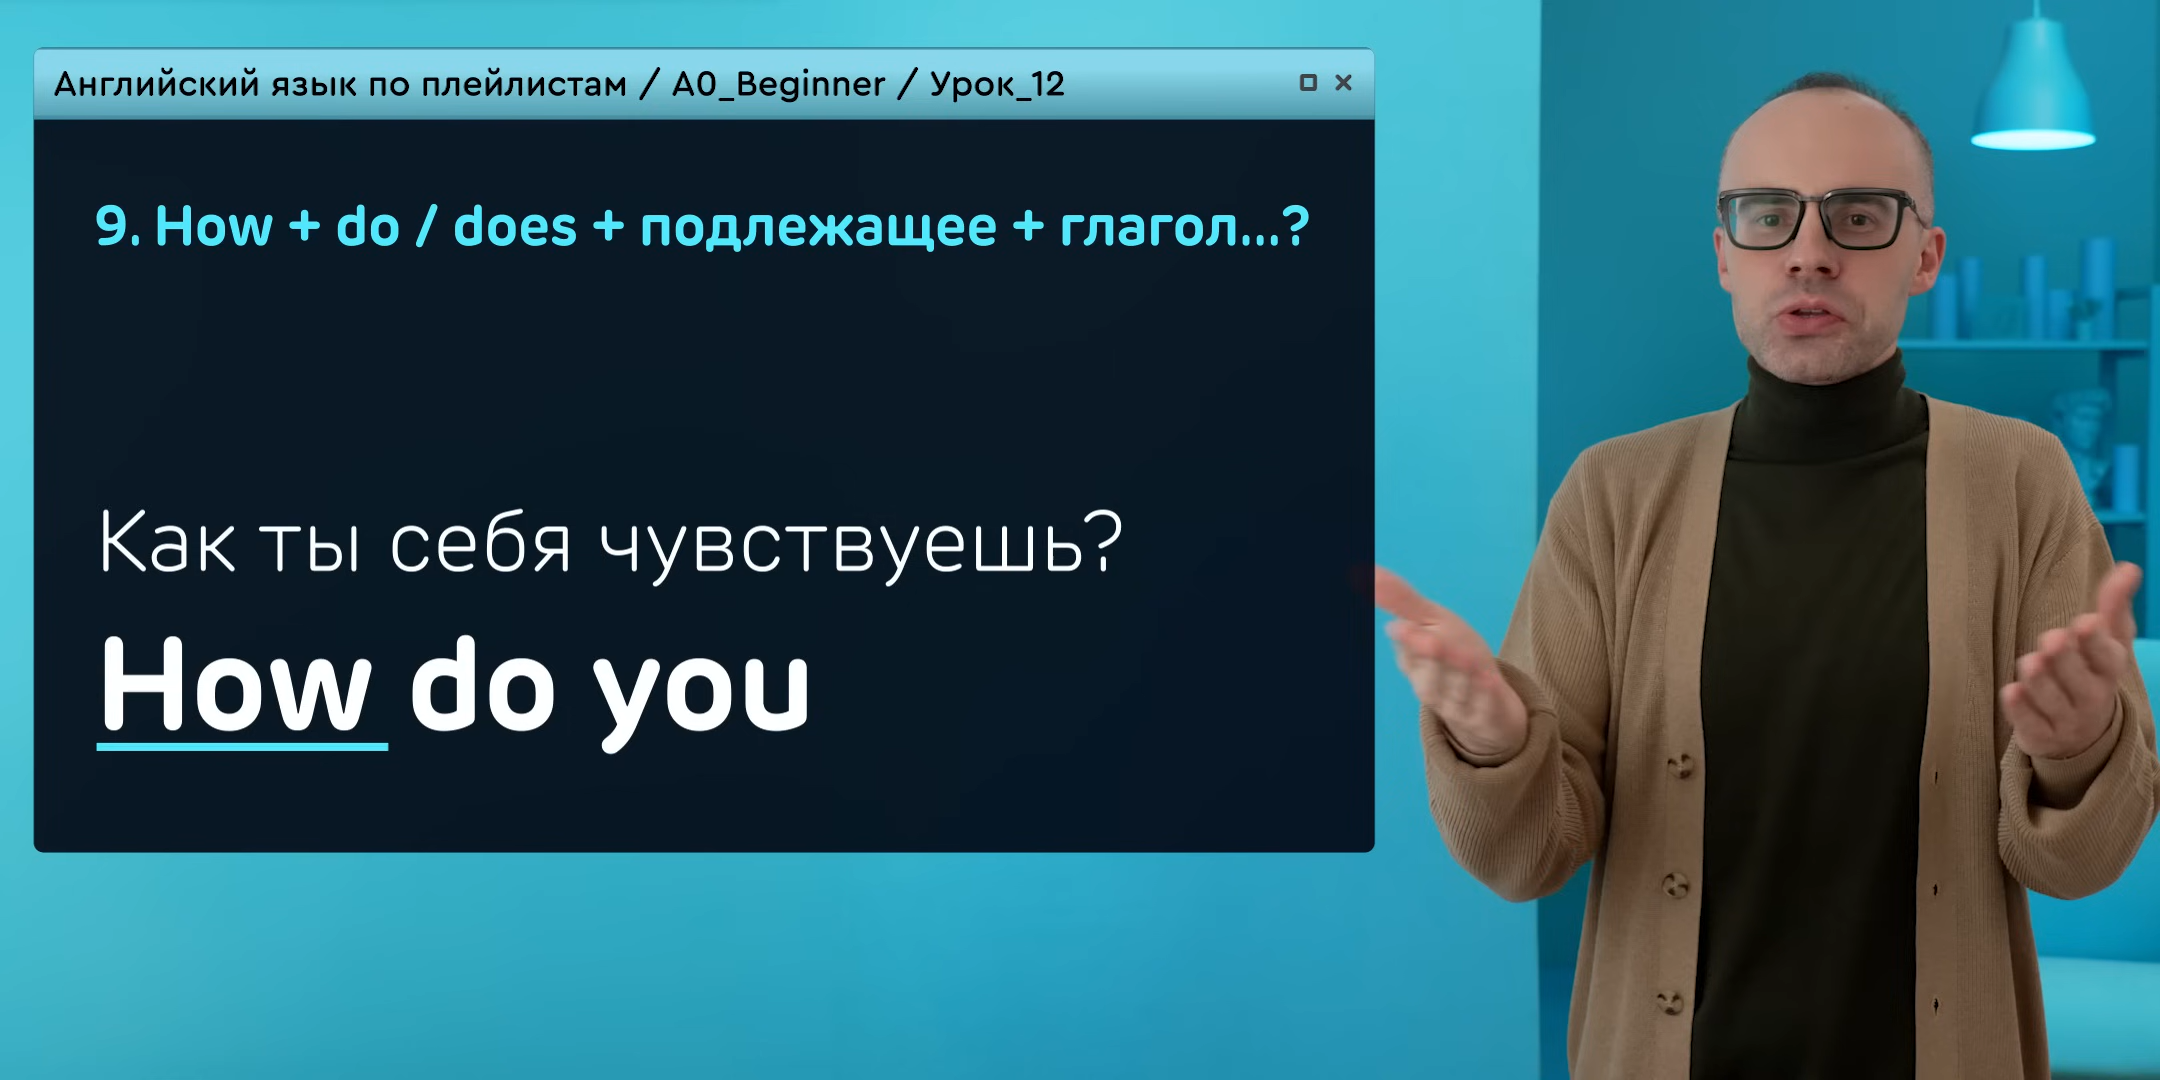 Английский язык по плейлистам / A0_Beginner / Урок_12
9. How + do / does + подлежащее + глагол...?
Как ты себя чувствуешь?
How do you